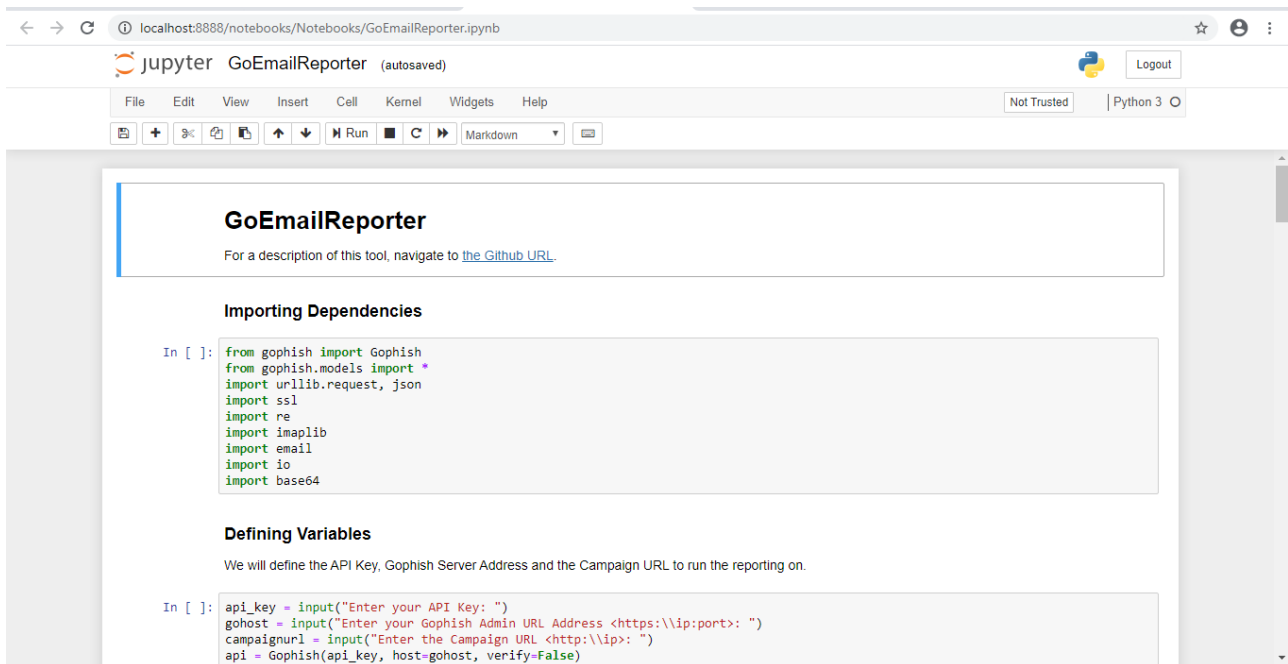 localhost:8888/notebooks/Notebooks/GoEmailReporter.ipynb
jupyter GoEmailReporter (autosaved)
Logout
File Edit View Insert Cell Kernel Widgets Help
Not Trusted
Python 3
Run
Markdown
GoEmailReporter
For a description of this tool, navigate to the Github URL.
Importing Dependencies
In [ ]: from gophish import Gophish
from gophish.models import *
import urllib.request, json
import ssl
import re
import imaplib
import email
import io
import base64
Defining Variables
We will define the API Key, Gophish Server Address and the Campaign URL to run the reporting on.
In [ ]: api_key = input("Enter your API Key: ")
gohost = input("Enter your Gophish Admin URL Address <https:\\ip:port>: ")
campaignurl = input("Enter the Campaign URL <http:\\ip>: ")
api = Gophish(api_key, host=gohost, verify=False)